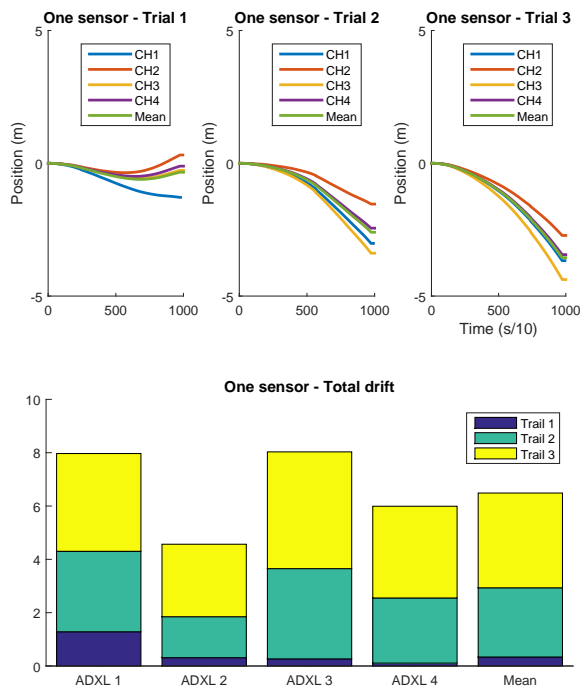 One sensor - Trial 1
One sensor - Trial 2
One sensor - Trial 3
5
0
-5
Position (m)
0
500
1000
CH1
CH2
CH3
CH4
Mean
5
0
-5
Position (m)
0
500
1000
CH1
CH2
CH3
CH4
Mean
5
0
-5
Position (m)
0
500
1000
Time (s/10)
CH1
CH2
CH3
CH4
Mean
One sensor - Total drift
10
8
6
4
2
0
Trail 1
Trail 2
Trail 3
ADXL 1
ADXL 2
ADXL 3
ADXL 4
Mean